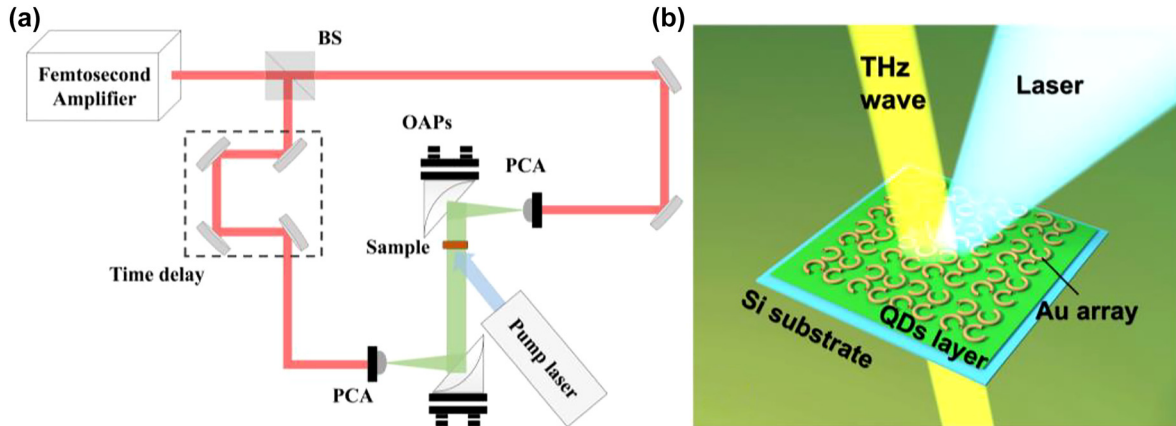 (a)
Femtosecond
Amplifier
BS
OAPs
PCA
Sample
Time delay
Pump laser
PCA
(b)
THz
wave
Laser
Au array
QDs layer
Si substrate